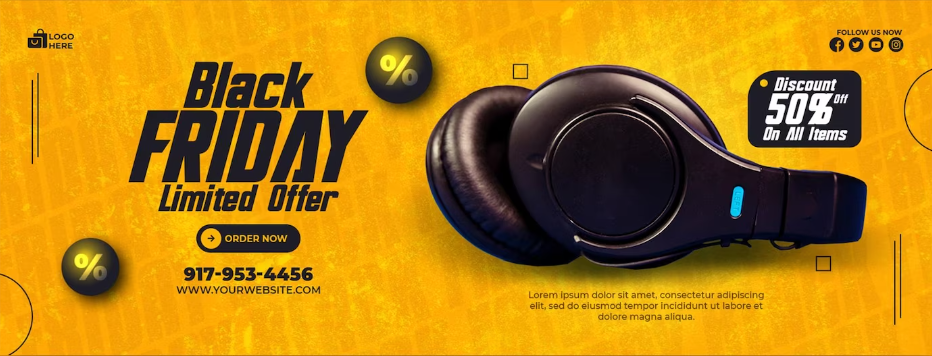 LOGO
HERE
FOLLOW US NOW
Black
FRIDAY
Limited Offer
%
Discount
50% Off
On All Items
ORDER NOW
%
917-953-4456
WWW.YOURWEBSITE.COM
Lorem ipsum dolor sit amet, consectetur adipiscing
elit, sed do eiusmod tempor incididunt ut labore et
dolore magna aliqua.